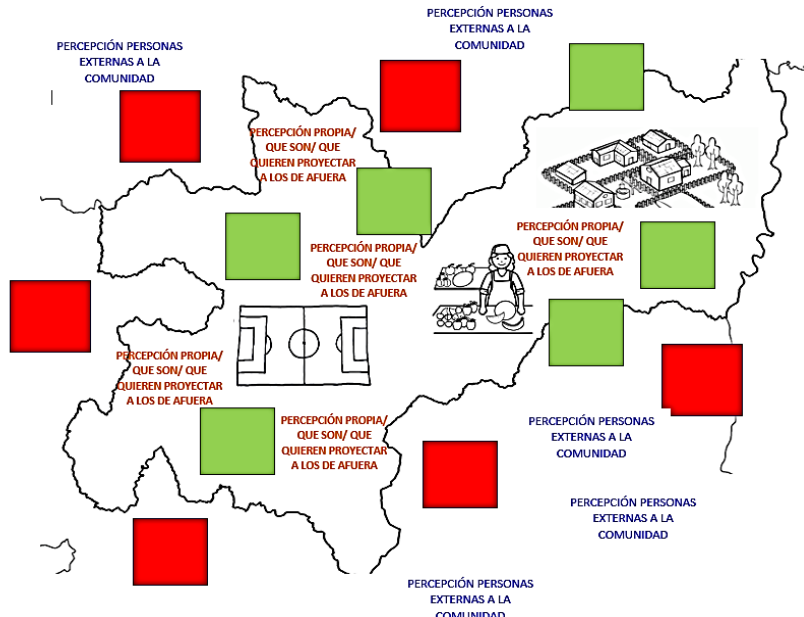 PERCEPCIÓN PERSONAS
EXTERNAS A LA
COMUNIDAD
PERCEPCIÓN PERSONAS
EXTERNAS A LA
COMUNIDAD
PERCEPCIÓN PROPIA/
QUE SON/ QUE
QUIEREN PROYECTAR
A LOS DE AFUERA
PERCEPCIÓN PROPIA/
QUE SON/ QUE
QUIEREN PROYECTAR
A LOS DE AFUERA
PERCEPCIÓN PROPIA/
QUE SON/ QUE
QUIEREN PROYECTAR
A LOS DE AFUERA
PERCEPCIÓN PROPIA/
QUE SON/ QUE
QUIEREN PROYECTAR
A LOS DE AFUERA
PERCEPCIÓN PROPIA/
QUE SON/ QUE
QUIEREN PROYECTAR
A LOS DE AFUERA
PERCEPCIÓN PERSONAS
EXTERNAS A LA
COMUNIDAD
PERCEPCIÓN PERSONAS
EXTERNAS A LA
COMUNIDAD
PERCEPCIÓN PERSONAS
EXTERNAS A LA
COMUNIDAD